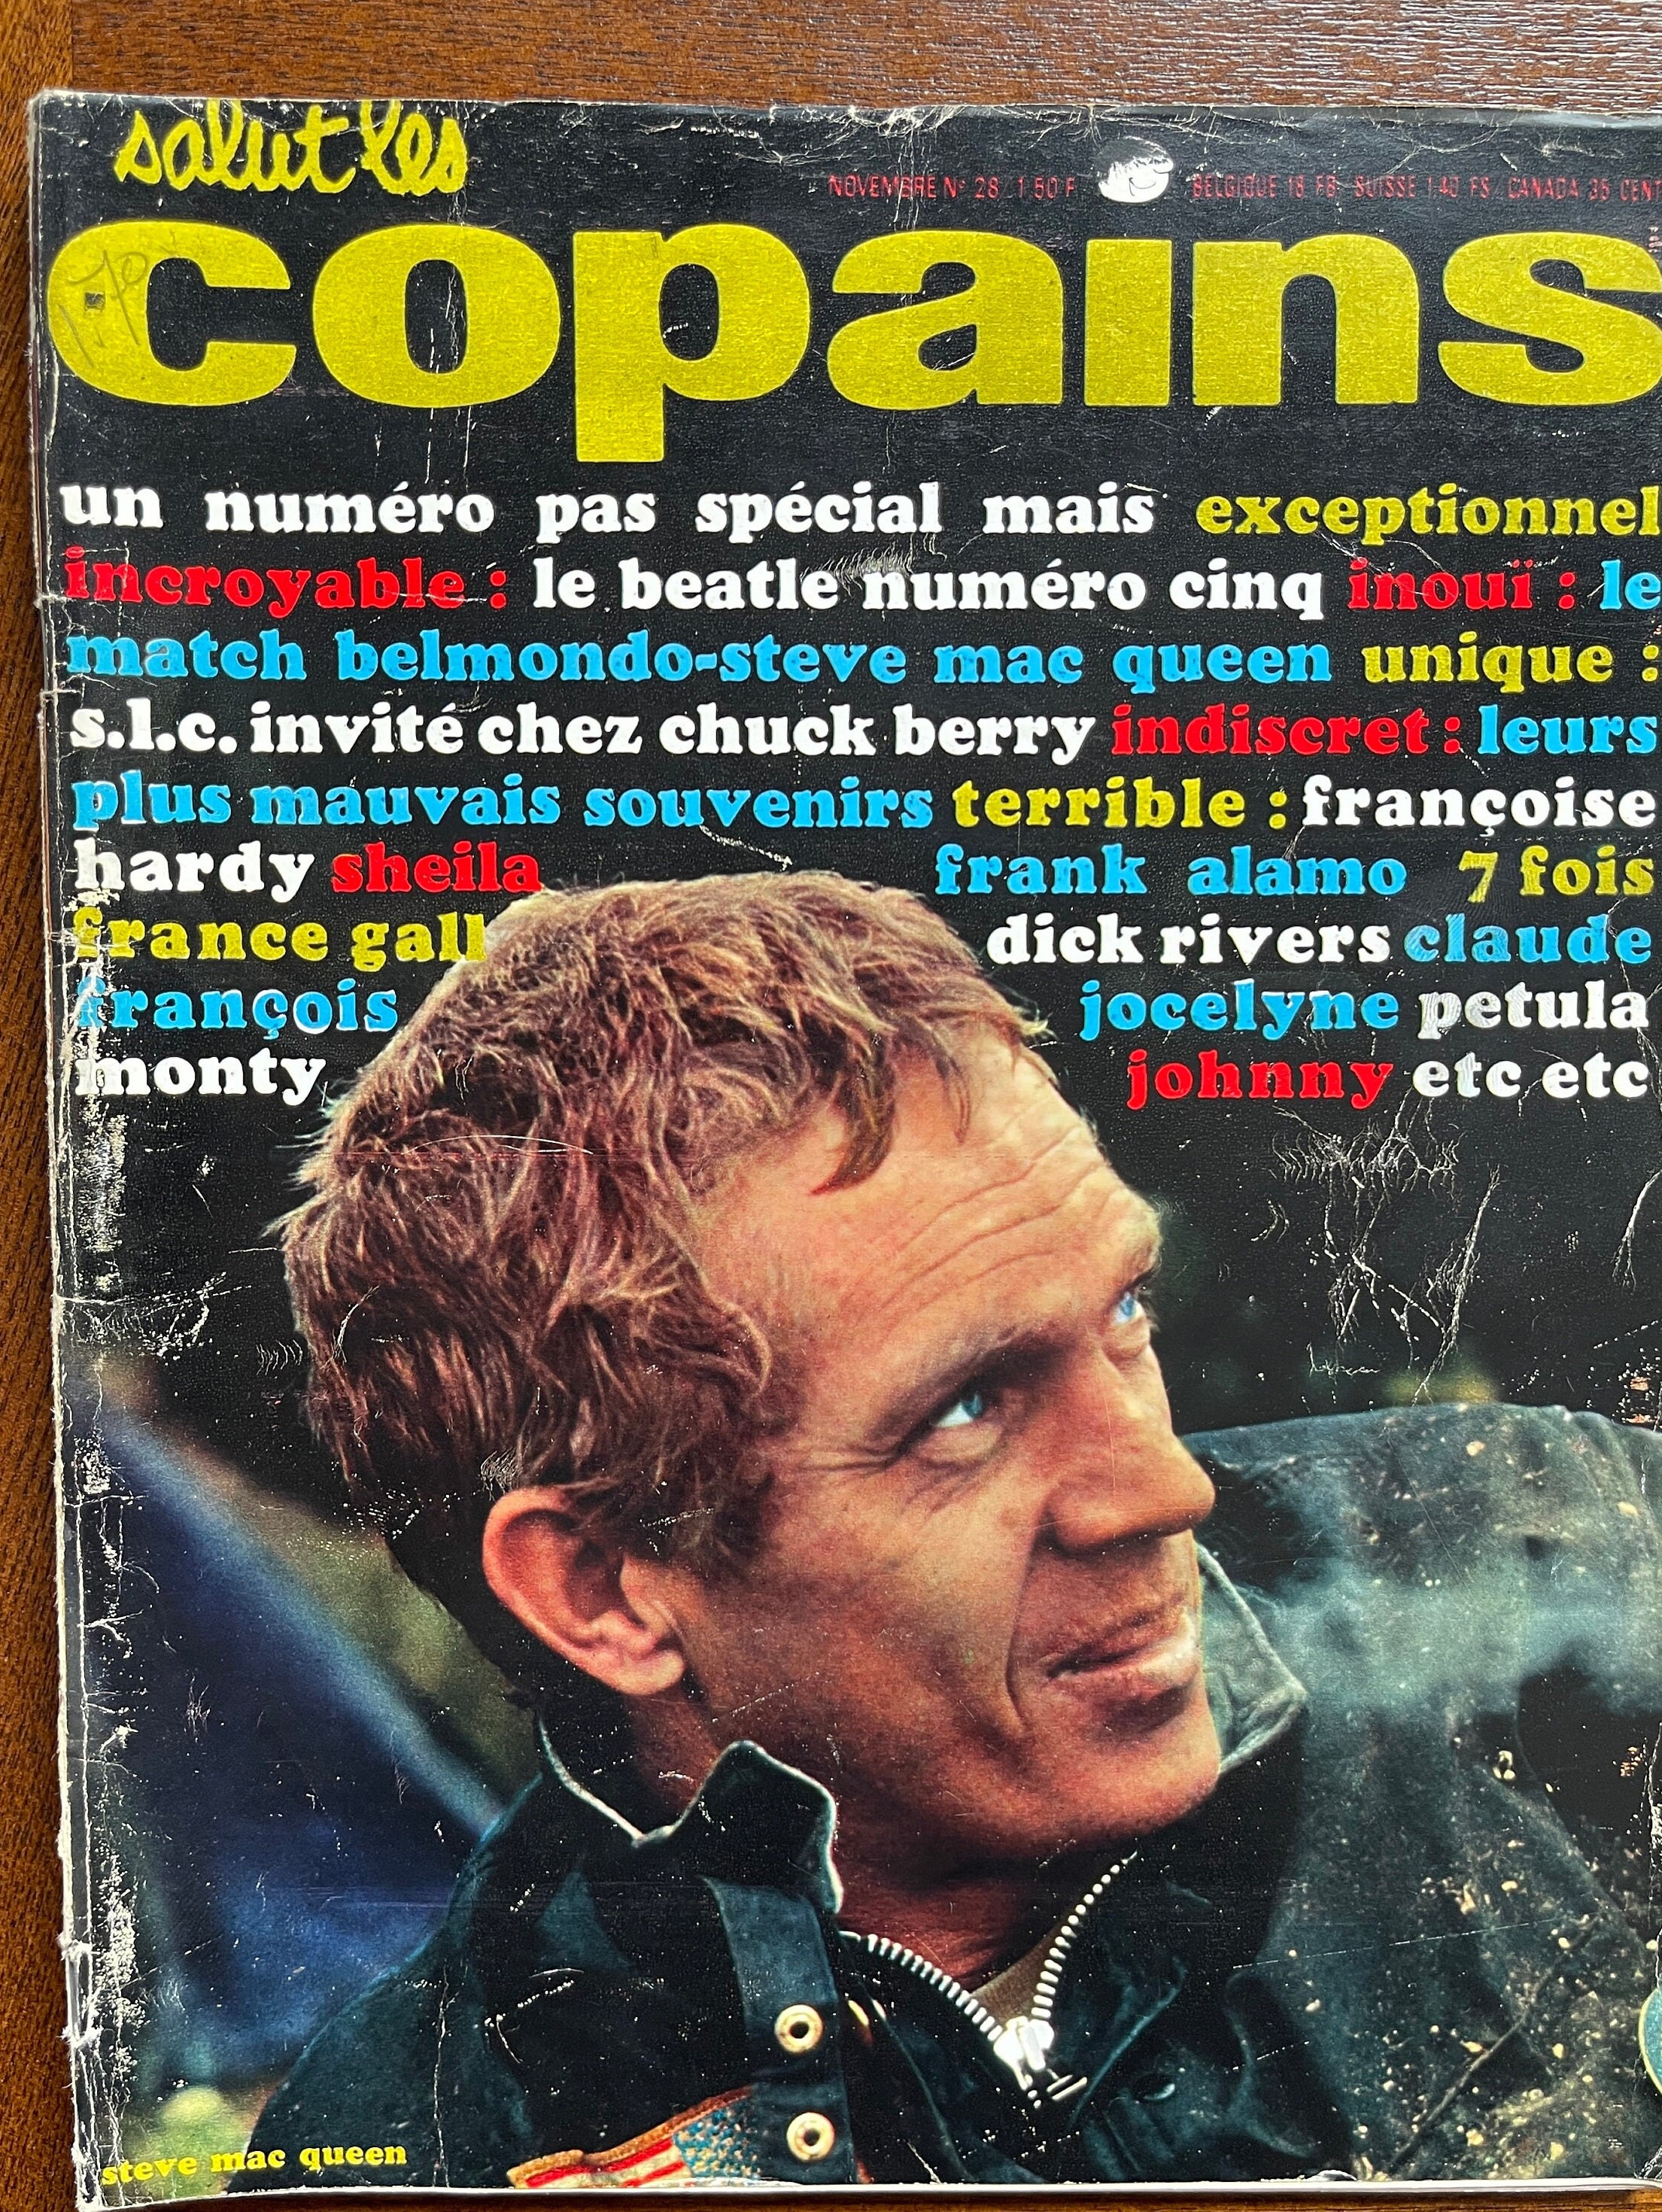 salut les
NOVEMBRE N° 28 1.50 F BELGIQUE 18 FB SUISSE 1.40 FS CANADA 35 CENT
copains
1.70
un numéro pas spécial mais exceptionnel
incroyable : le beatle numéro cinq inouï : le
match belmondo-steve mac queen unique :
s.l.c. invité chez chuck berry indiscret : leurs
plus mauvais souvenirs terrible : françoise
hardy sheila frank alamo 7 fois
france gall dick rivers claude
françois jocelyne petula
monty johnny etc etc
steve mac queen